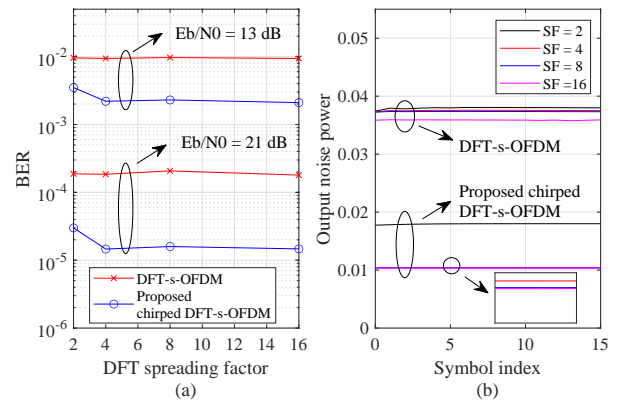 BER
10^-2
10^-3
10^-4
10^-5
10^-6
Eb/N0 = 13 dB
Eb/N0 = 21 dB
DFT-s-OFDM
Proposed
chirped DFT-s-OFDM
2 4 6 8 10 12 14 16
DFT spreading factor
(a)
Output noise power
0.05
0.04
0.03
0.02
0.01
0
SF = 2
SF = 4
SF = 8
SF =16
DFT-s-OFDM
Proposed chirped
DFT-s-OFDM
0 5 10 15
Symbol index
(b)